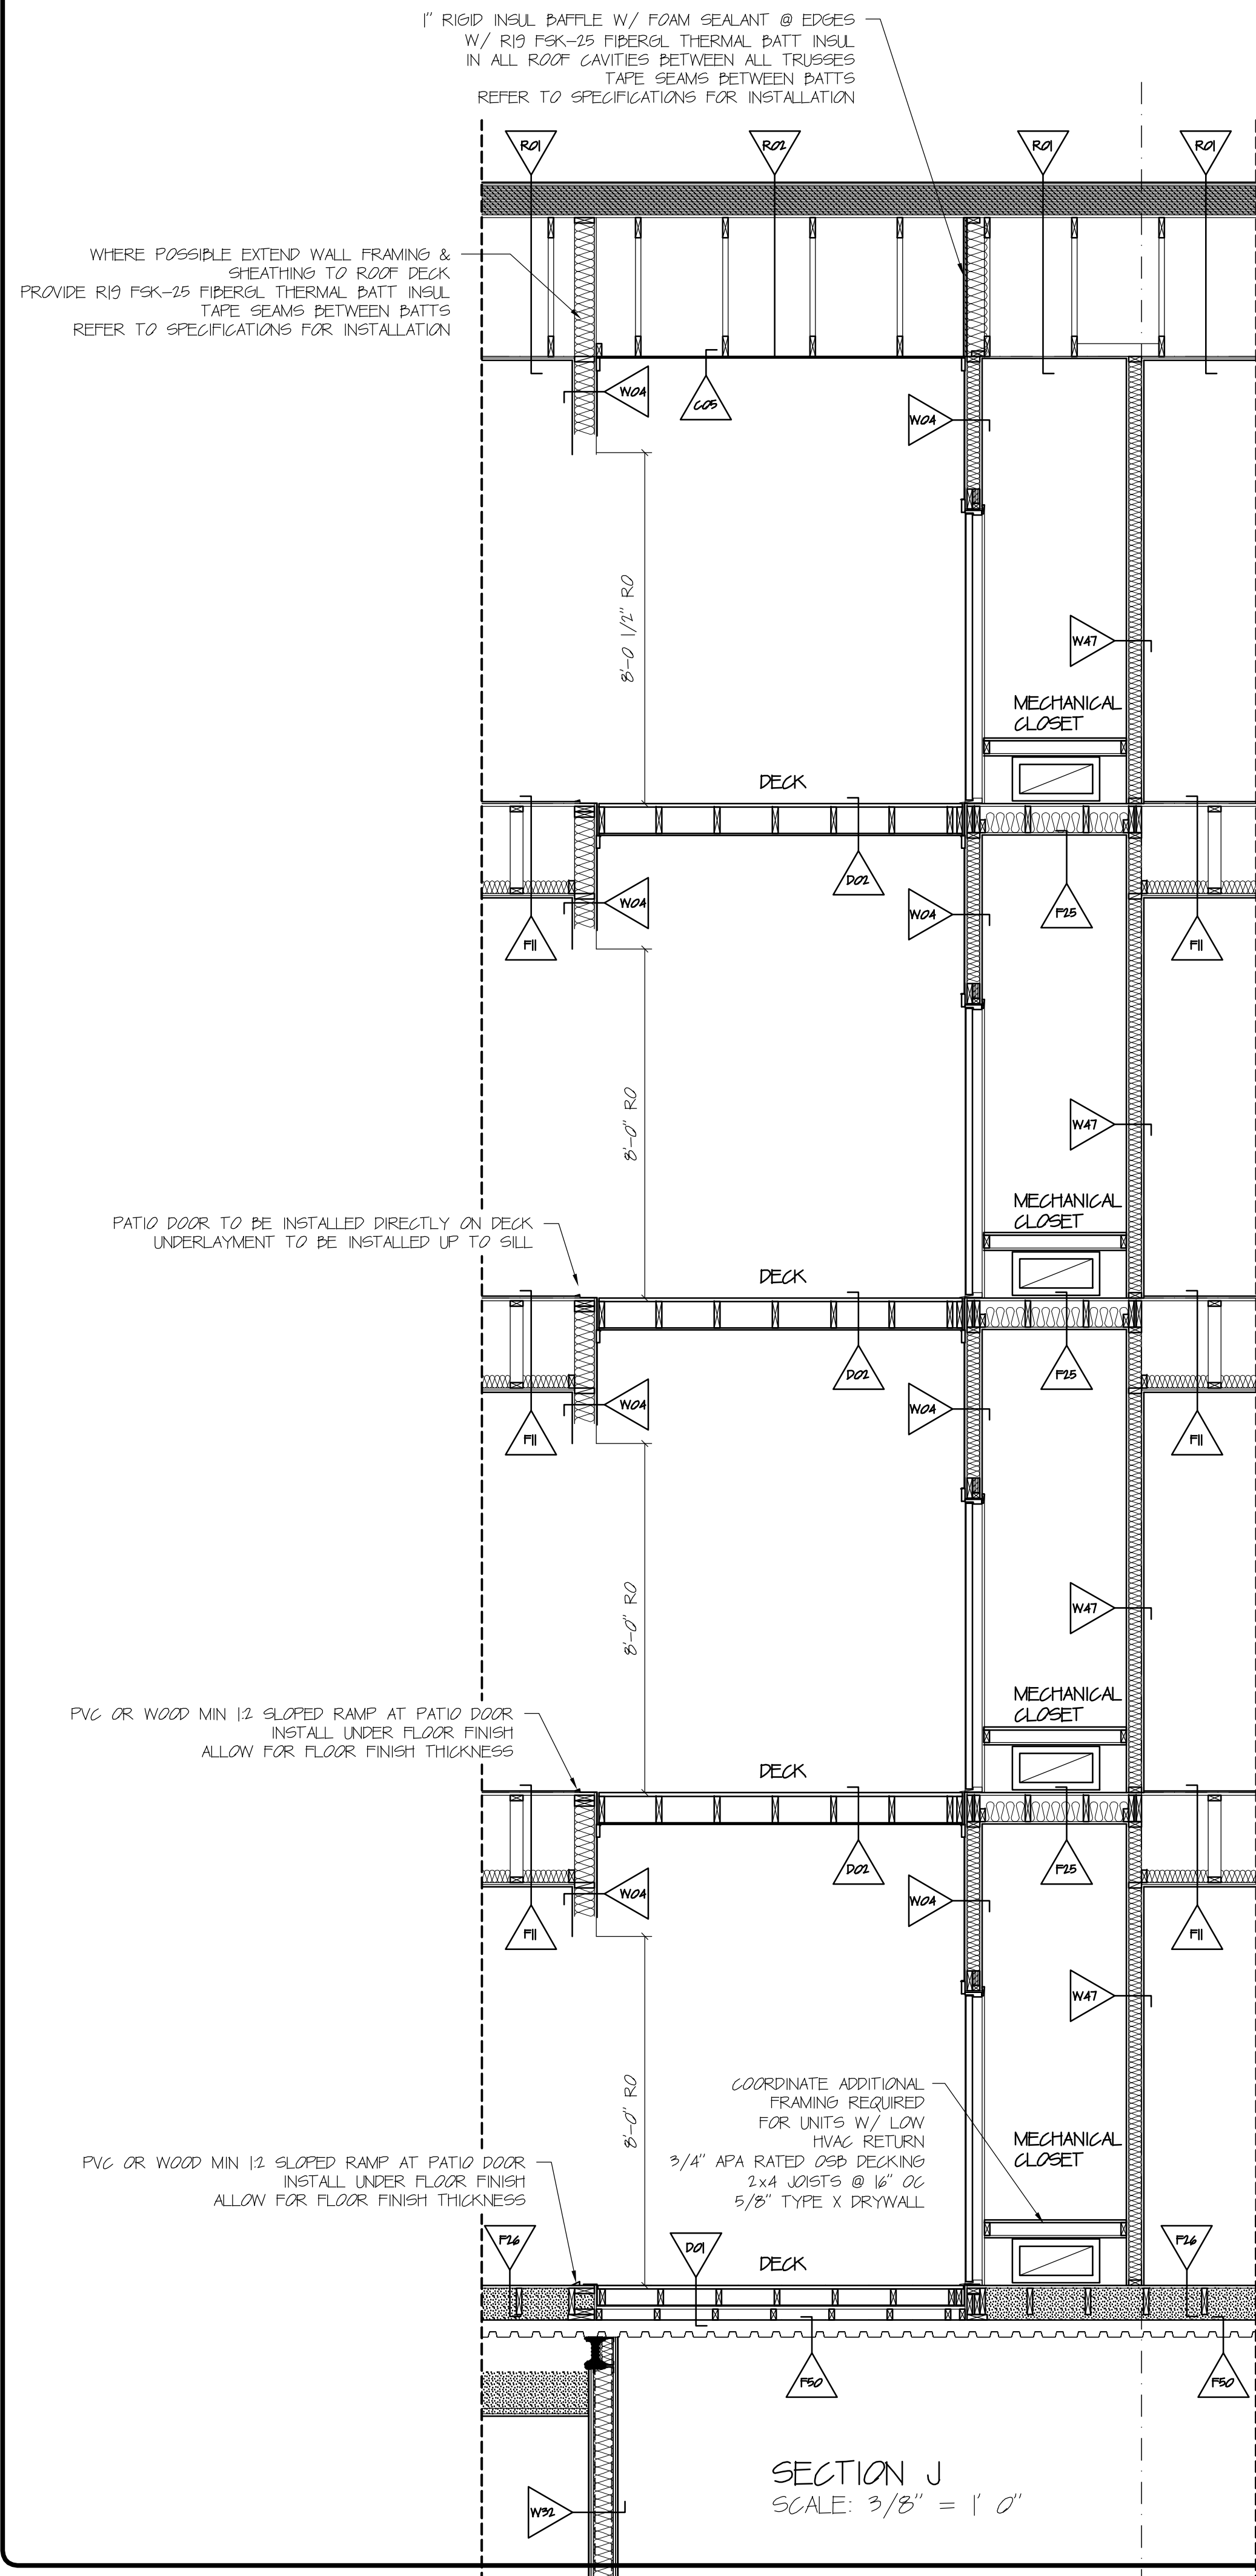 1" RIGID INSUL BAFFLE W/ FOAM SEALANT @ EDGES
W/ R19 FSK-25 FIBERGL THERMAL BATT INSUL
IN ALL ROOF CAVITIES BETWEEN ALL TRUSSES
TAPE SEAMS BETWEEN BATTS
REFER TO SPECIFICATIONS FOR INSTALLATION
R01
R02
R01
R01
WHERE POSSIBLE EXTEND WALL FRAMING &
SHEATHING TO ROOF DECK
PROVIDE R19 FSK-25 FIBERGL THERMAL BATT INSUL
TAPE SEAMS BETWEEN BATTS
REFER TO SPECIFICATIONS FOR INSTALLATION
W04
C05
W04
8'-0 1/2" RO
W47
MECHANICAL
CLOSET
DECK
D02
W04
W04
F25
F11
F11
8'-0" RO
W47
MECHANICAL
CLOSET
PATIO DOOR TO BE INSTALLED DIRECTLY ON DECK
UNDERLAYMENT TO BE INSTALLED UP TO SILL
DECK
D02
F25
W04
W04
F11
F11
8'-0" RO
W47
MECHANICAL
CLOSET
PVC OR WOOD MIN 1:2 SLOPED RAMP AT PATIO DOOR
INSTALL UNDER FLOOR FINISH
ALLOW FOR FLOOR FINISH THICKNESS
DECK
D02
F25
W04
W04
F11
F11
W47
8'-0" RO
COORDINATE ADDITIONAL
FRAMING REQUIRED
FOR UNITS W/ LOW
HVAC RETURN
3/4" APA RATED OSB DECKING
2x4 JOISTS @ 16" OC
5/8" TYPE X DRYWALL
MECHANICAL
CLOSET
PVC OR WOOD MIN 1:2 SLOPED RAMP AT PATIO DOOR
INSTALL UNDER FLOOR FINISH
ALLOW FOR FLOOR FINISH THICKNESS
F26
D01
DECK
F26
F50
F50
SECTION J
SCALE: 3/8" = 1' 0"
W32